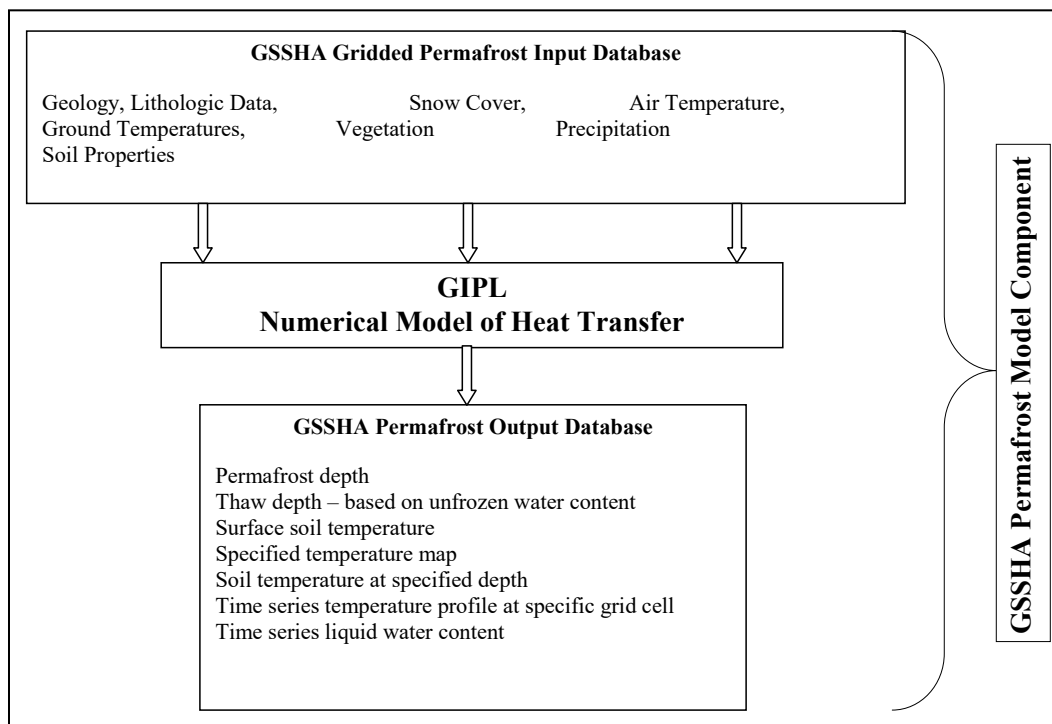 GSSHA Gridded Permafrost Input Database
Geology, Lithologic Data, Snow Cover, Air Temperature,
Ground Temperatures, Vegetation Precipitation
Soil Properties
GIPL
Numerical Model of Heat Transfer
GSSHA Permafrost Output Database
Permafrost depth
Thaw depth – based on unfrozen water content
Surface soil temperature
Specified temperature map
Soil temperature at specified depth
Time series temperature profile at specific grid cell
Time series liquid water content
GSSHA Permafrost Model Component